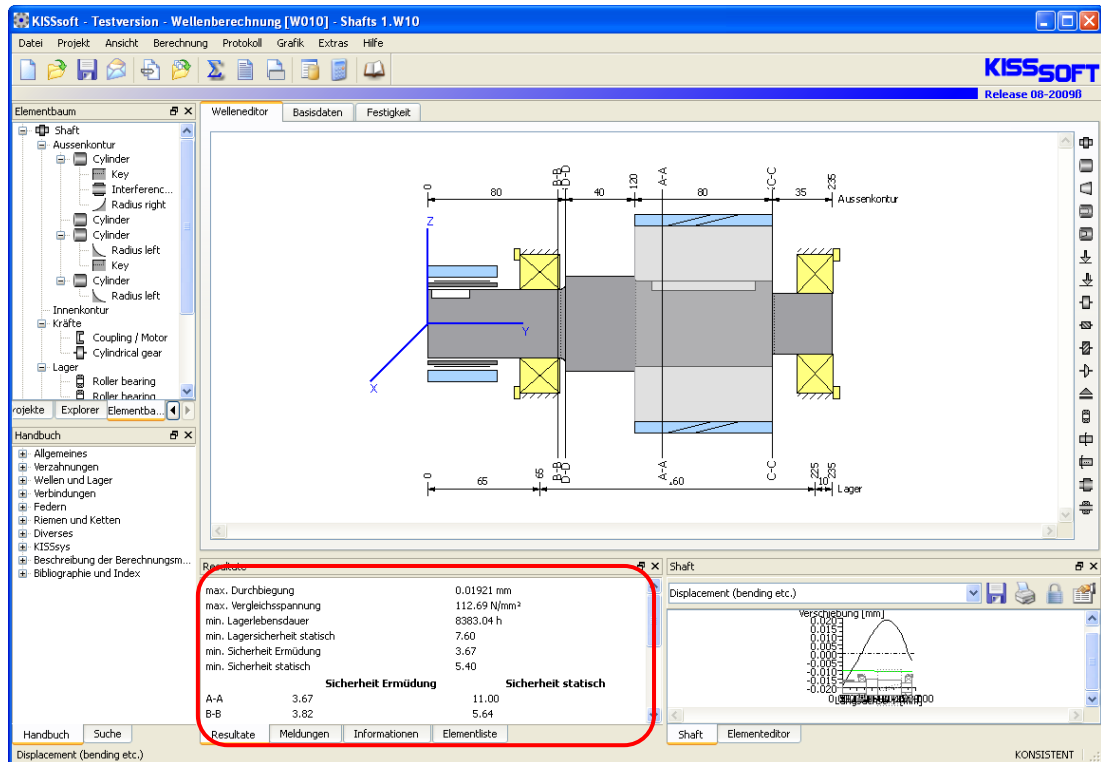 KISSsoft - Testversion - Wellenberechnung [W010] - Shafts 1.W10
Datei Projekt Ansicht Berechnung Protokoll Grafik Extras Hilfe
KISSSOFT
Release 08-2009ß
Elementbaum
Shaft
Aussenkontur
Cylinder
Key
Interferenc...
Radius right
Cylinder
Cylinder
Radius left
Key
Cylinder
Radius left
Innenkontur
Kräfte
Coupling / Motor
Cylindrical gear
Lager
Roller bearing
Roller bearing
rojekte Explorer Elementba...
Handbuch
Allgemeines
Verzahnungen
Wellen und Lager
Verbindungen
Federn
Riemen und Ketten
Diverses
KISSsys
Beschreibung der Berechnungsm...
Bibliographie und Index
Handbuch Suche
Welleneditor Basisdaten Festigkeit
0 80 B-B D-D 40 120 A-A 80 C-C 35 235 Aussenkontur
Z
Y
X
0 65 65 B-B D-D A-A 160 C-C 225 10 235 Lager
Resultate
max. Durchbiegung 0.01921 mm
max. Vergleichsspannung 112.69 N/mm²
min. Lagerlebensdauer 8383.04 h
min. Lagersicherheit statisch 7.60
min. Sicherheit Ermüdung 3.67
min. Sicherheit statisch 5.40
Sicherheit Ermüdung Sicherheit statisch
A-A 3.67 11.00
B-B 3.82 5.64
Resultate Meldungen Informationen Elementliste
Shaft
Displacement (bending etc.)
Verschiebung [mm]
0.020
0.015
0.010
0.005
0.000
-0.005
-0.010
-0.015
-0.020
Shaft Elementeditor
Displacement (bending etc.)
KONSISTENT